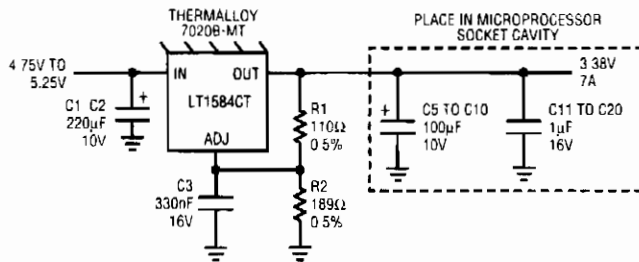 THERMALLOY
7020B-MT
PLACE IN MICROPROCESSOR
SOCKET CAVITY
4 75V TO
5.25V
IN
OUT
LT1584CT
ADJ
3 38V
7A
C1 C2
220µF
10V
+
R1
110Ω
0 5%
+
C5 TO C10
100µF
10V
C11 TO C20
1µF
16V
C3
330nF
16V
R2
189Ω
0 5%